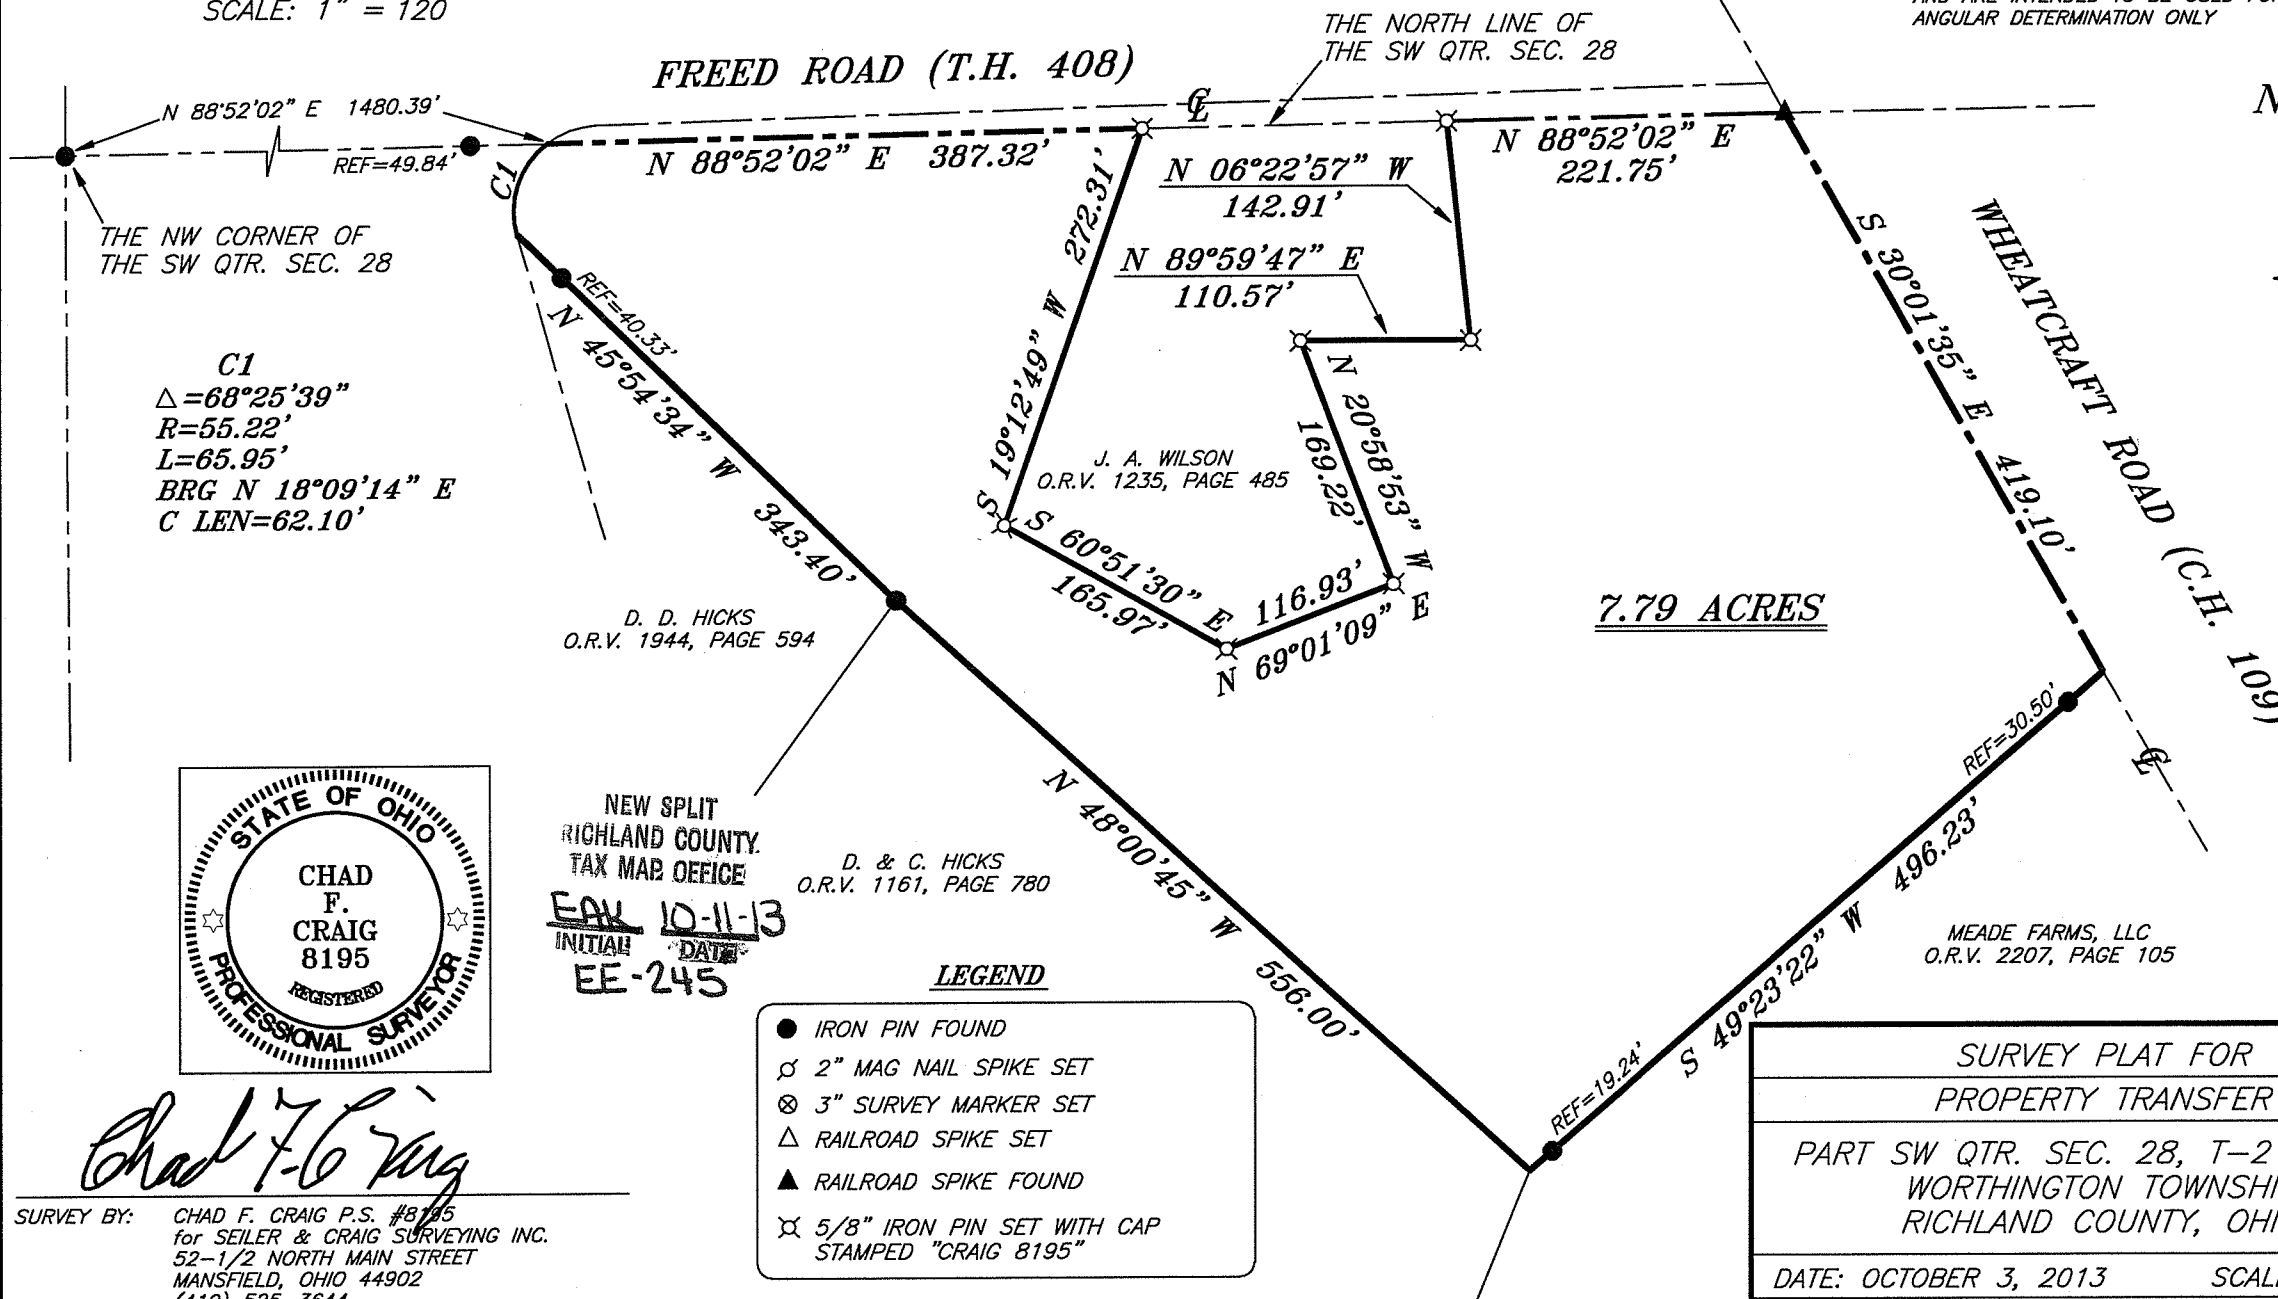 SCALE: 1" = 120
ANGULAR DETERMINATION ONLY
THE NORTH LINE OF
THE SW QTR. SEC. 28
FREED ROAD (T.H. 408)
N 88°52'02" E 1480.39'
REF=49.84'
C1
N 88°52'02" E 387.32'
N 88°52'02" E
221.75'
N 06°22'57" W
142.91'
N 89°59'47" E
110.57'
THE NW CORNER OF
THE SW QTR. SEC. 28
S 19°12'49" W 272.31'
S 30°01'35" E 419.10'
WHEATCRAFT ROAD (C.H. 109)
REF=40.33'
N 45°54'34" W 343.40'
C1
△=68°25'39"
R=55.22'
L=65.95'
BRG N 18°09'14" E
C LEN=62.10'
J. A. WILSON
O.R.V. 1235, PAGE 485
N 20°58'53" W
169.22'
S 60°51'30" E
165.97'
116.93'
N 69°01'09" E
7.79 ACRES
D. D. HICKS
O.R.V. 1944, PAGE 594
REF=30.50'
N 48°00'45" W 556.00'
S 49°23'22" W 496.23'
REF=19.24'
D. & C. HICKS
O.R.V. 1161, PAGE 780
MEADE FARMS, LLC
O.R.V. 2207, PAGE 105
STATE OF OHIO
CHAD
F.
CRAIG
8195
REGISTERED
PROFESSIONAL SURVEYOR
NEW SPLIT
RICHLAND COUNTY
TAX MAP OFFICE
EAK 10-11-13
INITIAL DATE
EE-245
Chad F. Craig
SURVEY BY: CHAD F. CRAIG P.S. #8195
for SEILER & CRAIG SURVEYING INC.
52-1/2 NORTH MAIN STREET
MANSFIELD, OHIO 44902
LEGEND
IRON PIN FOUND
2" MAG NAIL SPIKE SET
3" SURVEY MARKER SET
RAILROAD SPIKE SET
RAILROAD SPIKE FOUND
5/8" IRON PIN SET WITH CAP
STAMPED "CRAIG 8195"
SURVEY PLAT FOR
PROPERTY TRANSFER
PART SW QTR. SEC. 28, T-2
WORTHINGTON TOWNSHI
RICHLAND COUNTY, OHI
DATE: OCTOBER 3, 2013 SCAL